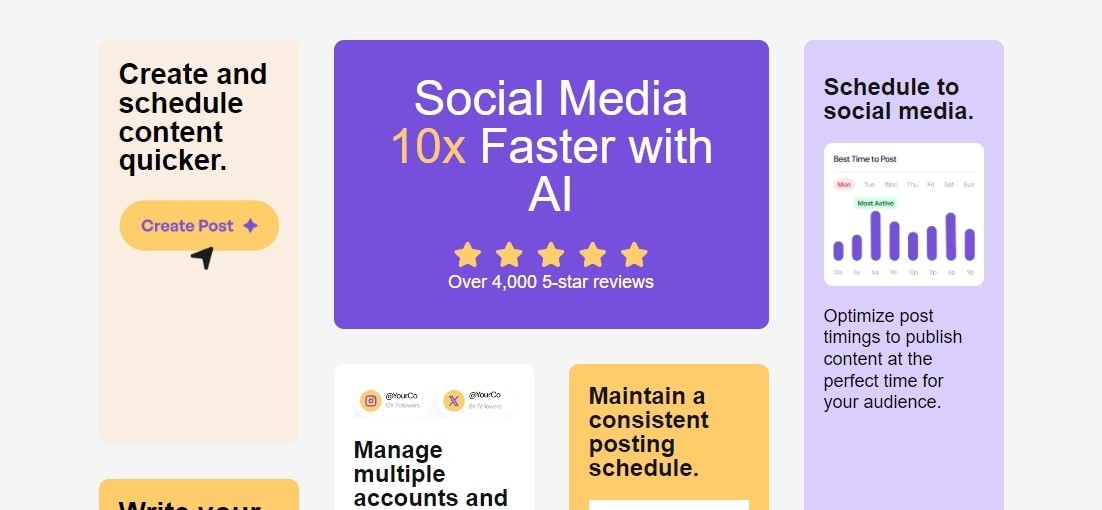 Create and
schedule
content
quicker.
Create Post
Social Media
10x Faster with
AI
Over 4,000 5-star reviews
Schedule to
social media.
Best Time to Post
Mon Tue Wed Thu Fri Sat Sun
Most Active
12a 3a 6a 9a 12p 3p 6p 9p
Optimize post
timings to publish
content at the
perfect time for
your audience.
@YourCo
12K Followers
@YourCo
8K Followers
Manage
multiple
accounts and
Maintain a
consistent
posting
schedule.
Write your